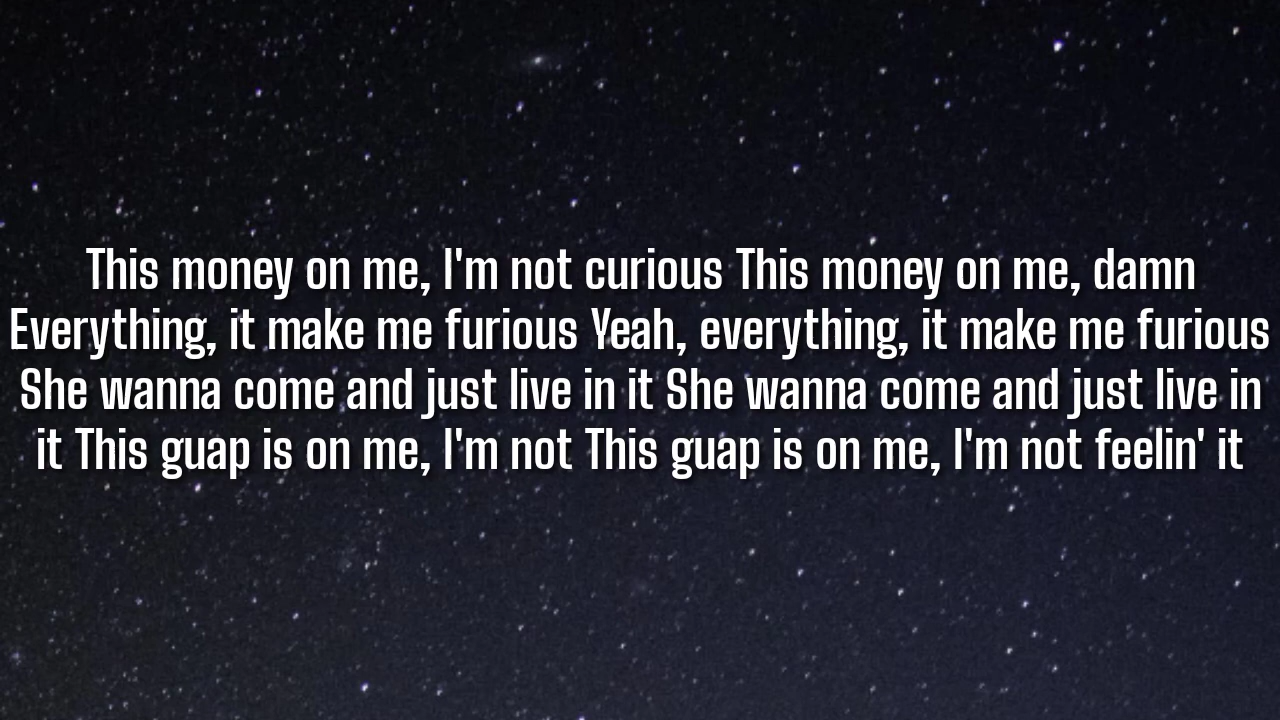 This money on me, I'm not curious This money on me, damn
Everything, it make me furious Yeah, everything, it make me furious
She wanna come and just live in it She wanna come and just live in
it This guap is on me, I'm not This guap is on me, I'm not feelin' it